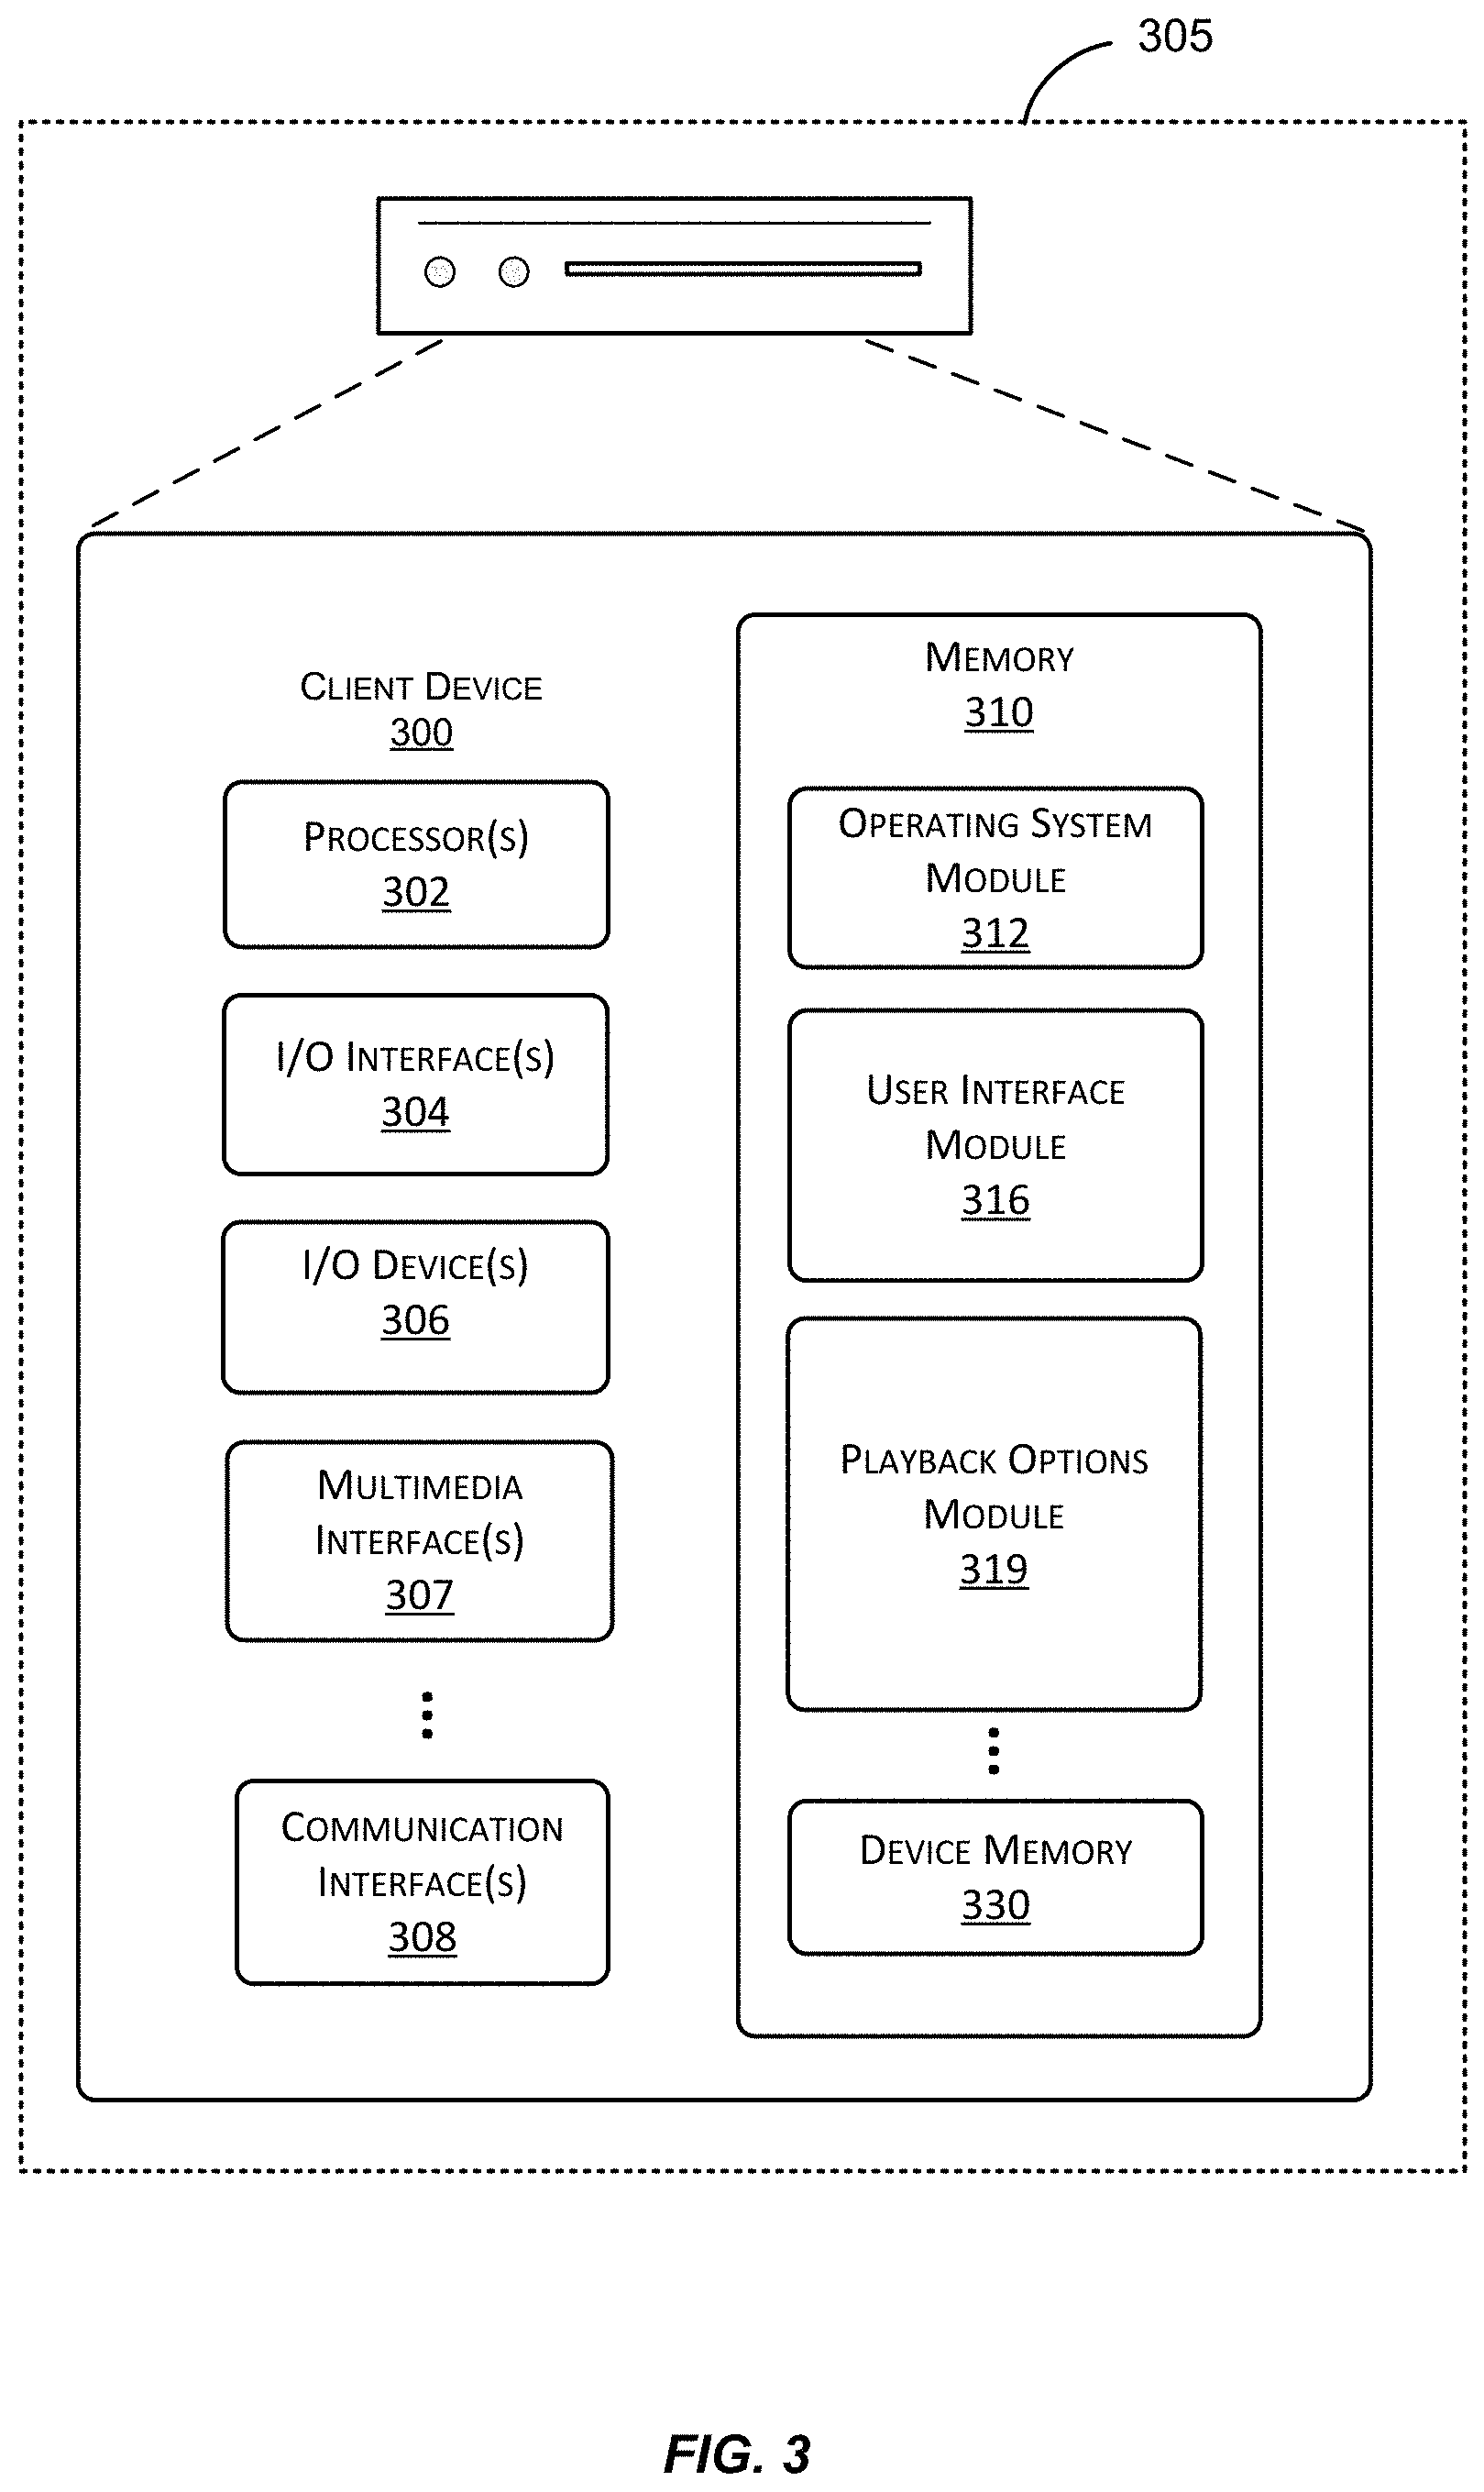 305
CLIENT DEVICE
300
PROCESSOR(S)
302
I/O INTERFACE(S)
304
I/O DEVICE(S)
306
MULTIMEDIA
INTERFACE(S)
307
COMMUNICATION
INTERFACE(S)
308
MEMORY
310
OPERATING SYSTEM
MODULE
312
USER INTERFACE
MODULE
316
PLAYBACK OPTIONS
MODULE
319
DEVICE MEMORY
330
FIG. 3